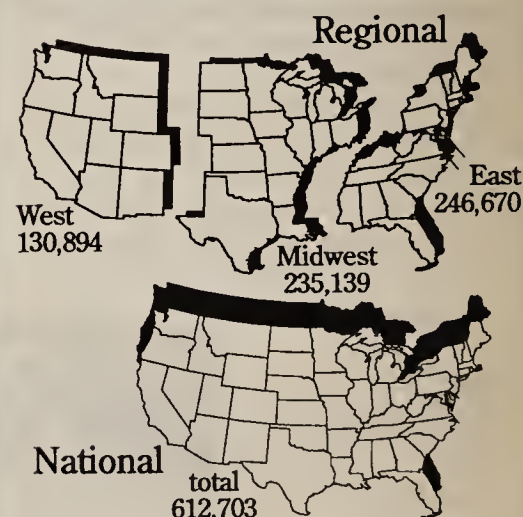 Regional
West
130,894
East
246,670
Midwest
235,139
National
total
612,703